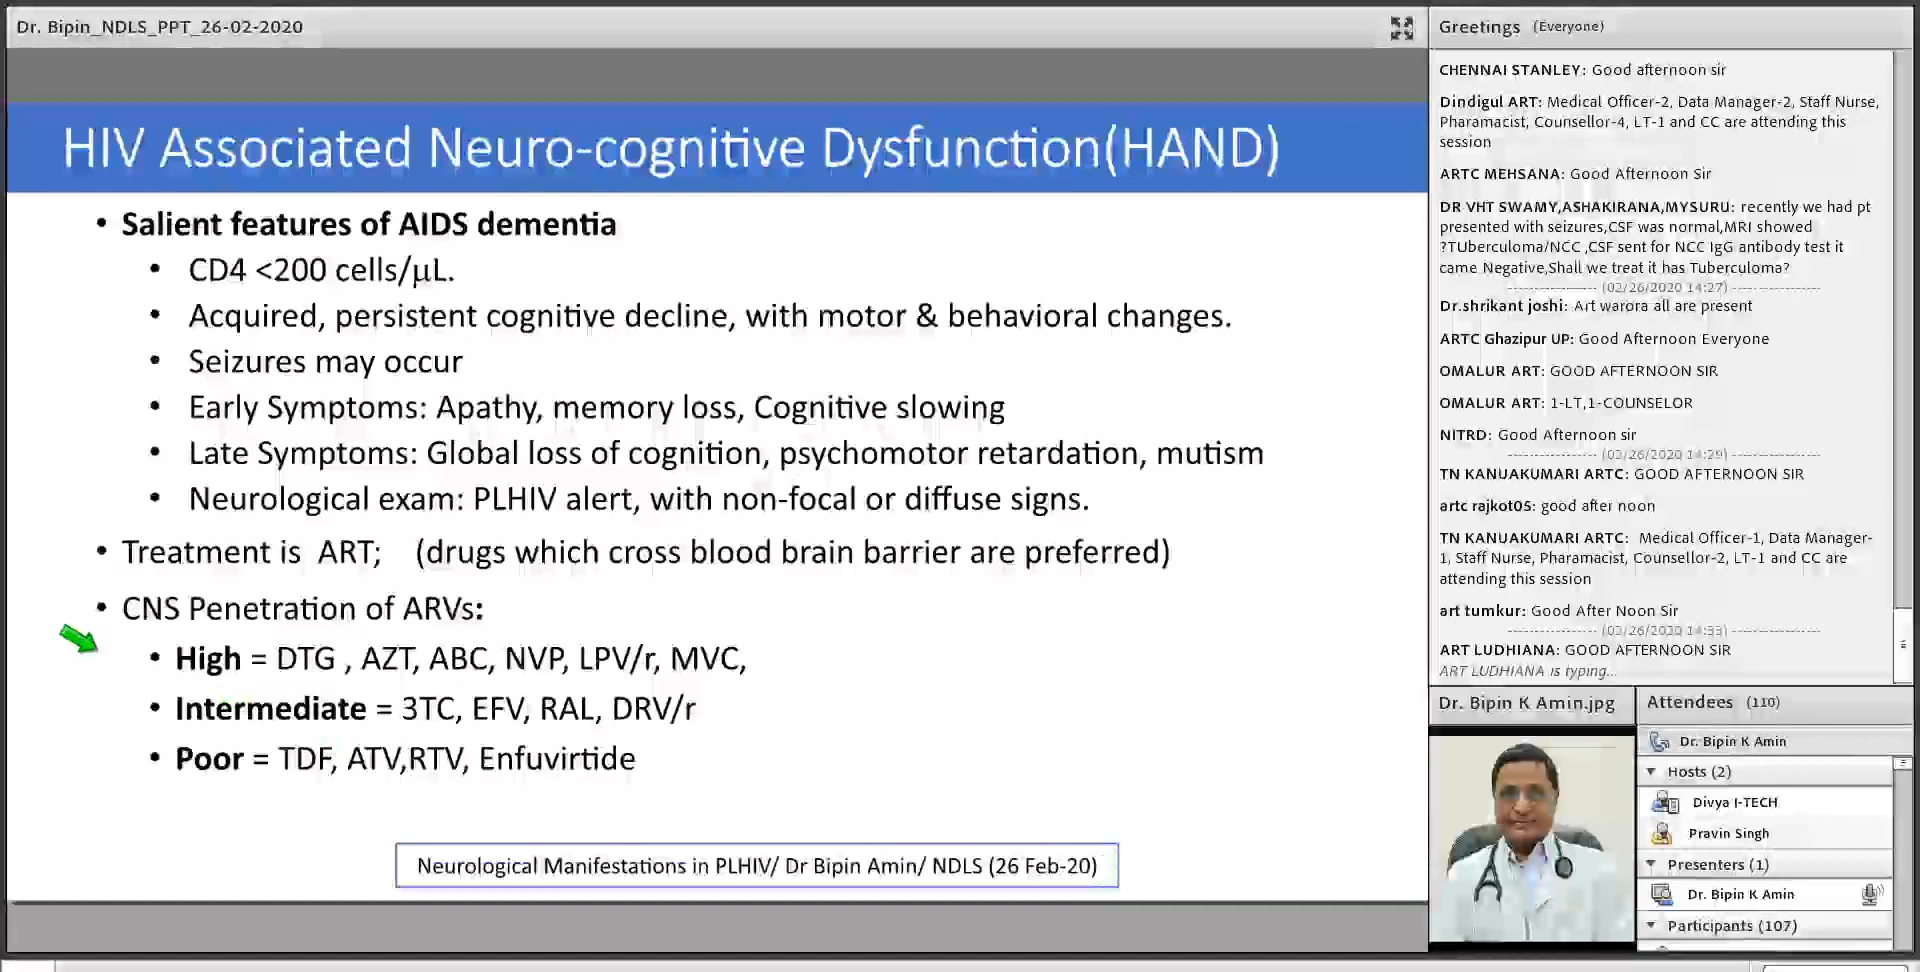 Dr. Bipin_NDLS_PPT_26-02-2020
HIV Associated Neuro-cognitive Dysfunction(HAND)
• Salient features of AIDS dementia
• CD4 <200 cells/µL.
• Acquired, persistent cognitive decline, with motor & behavioral changes.
• Seizures may occur
• Early Symptoms: Apathy, memory loss, Cognitive slowing
• Late Symptoms: Global loss of cognition, psychomotor retardation, mutism
• Neurological exam: PLHIV alert, with non-focal or diffuse signs.
• Treatment is ART; (drugs which cross blood brain barrier are preferred)
• CNS Penetration of ARVs:
• High = DTG , AZT, ABC, NVP, LPV/r, MVC,
• Intermediate = 3TC, EFV, RAL, DRV/r
• Poor = TDF, ATV,RTV, Enfuvirtide
Neurological Manifestations in PLHIV/ Dr Bipin Amin/ NDLS (26 Feb-20)
Greetings (Everyone)
CHENNAI STANLEY: Good afternoon sir
Dindigul ART: Medical Officer-2, Data Manager-2, Staff Nurse,
Pharamacist, Counsellor-4, LT-1 and CC are attending this
session
ARTC MEHSANA: Good Afternoon Sir
DR VHT SWAMY,ASHAKIRANA,MYSURU: recently we had pt
presented with seizures,CSF was normal,MRI showed
?TUberculoma/NCC ,CSF sent for NCC IgG antibody test it
came Negative,Shall we treat it has Tuberculoma?
(02/26/2020 14:27)
Dr.shrikant joshi: Art warora all are present
ARTC Ghazipur UP: Good Afternoon Everyone
OMALUR ART: GOOD AFTERNOON SIR
OMALUR ART: 1-LT,1-COUNSELOR
NITRD: Good Afternoon sir
(02/26/2020 14:29)
TN KANUAKUMARI ARTC: GOOD AFTERNOON SIR
artc rajkot05: good after noon
TN KANUAKUMARI ARTC: Medical Officer-1, Data Manager-
1, Staff Nurse, Pharamacist, Counsellor-2, LT-1 and CC are
attending this session
art tumkur: Good After Noon Sir
(02/26/2020 14:33)
ART LUDHIANA: GOOD AFTERNOON SIR
ART LUDHIANA is typing...
Dr. Bipin K Amin.jpg
Attendees (110)
Dr. Bipin K Amin
Hosts (2)
Divya I-TECH
Pravin Singh
Presenters (1)
Dr. Bipin K Amin
Participants (107)